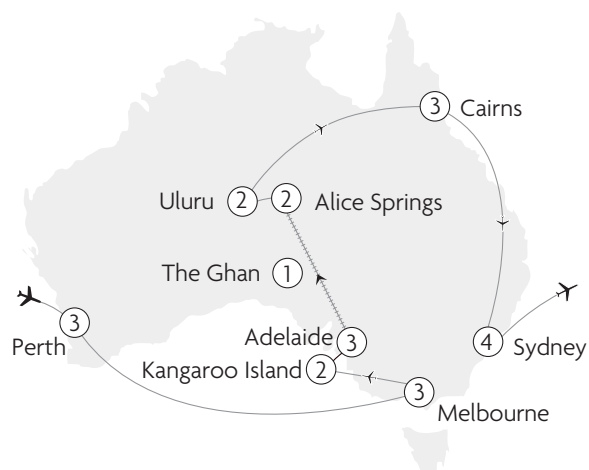 3 Cairns
Uluru 2 2 Alice Springs
The Ghan 1
3
Perth
Adelaide 3
4 Sydney
Kangaroo Island 2
3
Melbourne